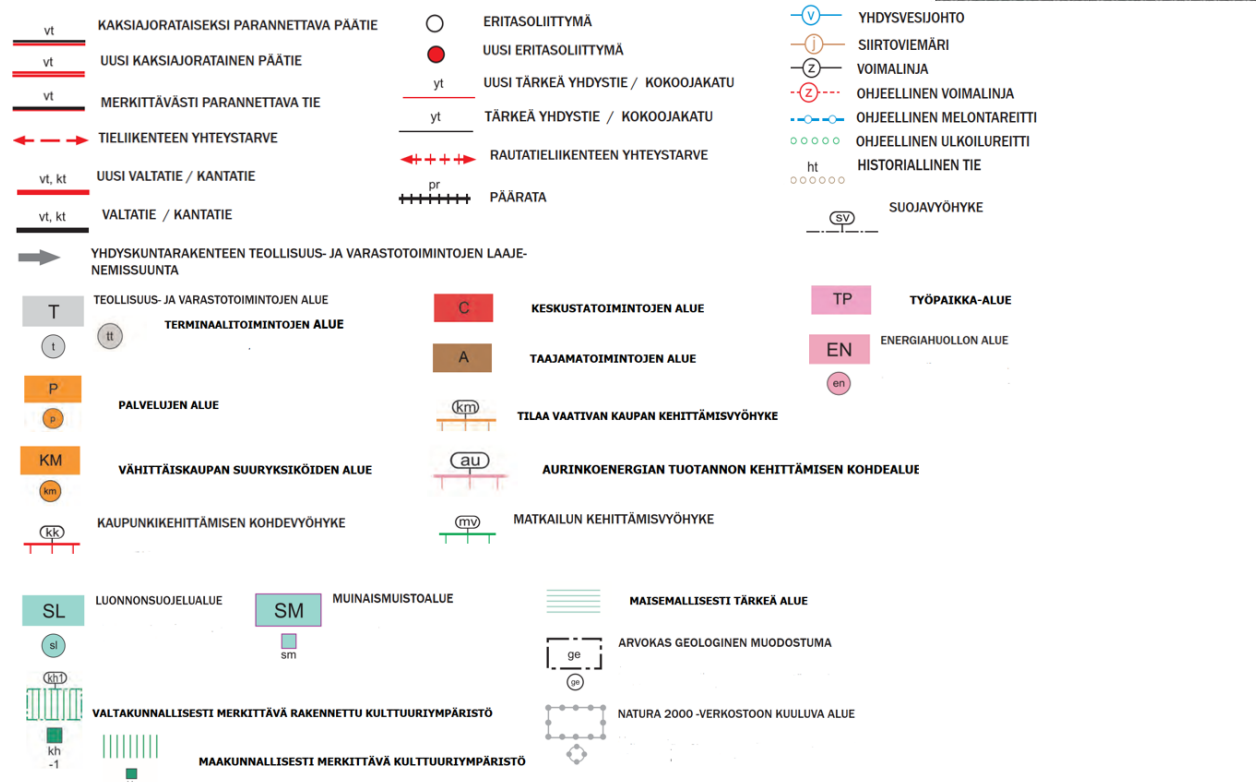 vt KAKSIAJORATAISEKSI PARANNETTAVA PÄÄTIE
vt UUSI KAKSIAJORATAINEN PÄÄTIE
vt MERKITTÄVÄSTI PARANNETTAVA TIE
TIELIIKENTEEN YHTEYSTARVE
vt, kt UUSI VALTATIE / KANTATIE
vt, kt VALTATIE / KANTATIE
YHDYSKUNTARAKENTEEN TEOLLISUUS- JA VARASTOTOIMINTOJEN LAAJE-
NEMISSUUNTA
ERITASOLIITTYMÄ
UUSI ERITASOLIITTYMÄ
yt UUSI TÄRKEÄ YHDYSTIE / KOKOOJAKATU
yt TÄRKEÄ YHDYSTIE / KOKOOJAKATU
RAUTATIELIIKENTEEN YHTEYSTARVE
pr PÄÄRATA
v YHDYSVESIJOHTO
j SIIRTOVIEMÄRI
z VOIMALINJA
z OHJEELLINEN VOIMALINJA
OHJEELLINEN MELONTAREITTI
OHJEELLINEN ULKOILUREITTI
ht HISTORIALLINEN TIE
sv SUOJAVYÖHYKE
T TEOLLISUUS- JA VARASTOTOIMINTOJEN ALUE
t
tt TERMINAALITOIMINTOJEN ALUE
P PALVELUJEN ALUE
p
KM VÄHITTÄISKAUPAN SUURYKSIKÖIDEN ALUE
km
kk KAUPUNKIKEHITTÄMISEN KOHDEVYÖHYKE
C KESKUSTATOIMINTOJEN ALUE
A TAAJAMATOIMINTOJEN ALUE
km TILAA VAATIVAN KAUPAN KEHITTÄMISVYÖHYKE
au AURINKOENERGIAN TUOTANNON KEHITTÄMISEN KOHDEALUE
mv MATKAILUN KEHITTÄMISVYÖHYKE
TP TYÖPAIKKA-ALUE
EN ENERGIAHUOLLON ALUE
en
SL LUONNONSUOJELUALUE
sl
SM MUINAISMUISTOALUE
sm
kh1 VALTAKUNNALLISESTI MERKITTÄVÄ RAKENNETTU KULTTUURIYMPÄRISTÖ
kh
-1
MAAKUNNALLISESTI MERKITTÄVÄ KULTTUURIYMPÄRISTÖ
MAISEMALLISESTI TÄRKEÄ ALUE
ge ARVOKAS GEOLOGINEN MUODOSTUMA
ge
NATURA 2000 -VERKOSTOON KUULUVA ALUE